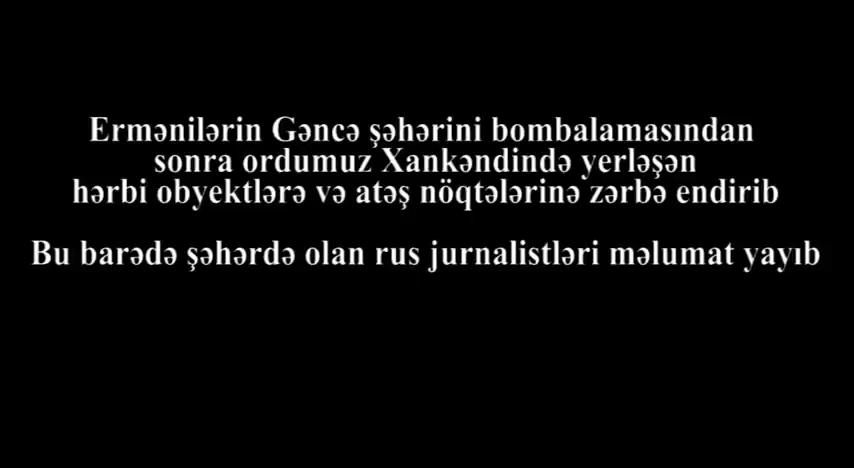 Ermənilərin Gəncə şəhərini bombalamasından
sonra ordumuz Xankəndində yerləşən
hərbi obyektlərə və atəş nöqtələrinə zərbə endirib
Bu barədə şəhərdə olan rus jurnalistləri məlumat yayıb